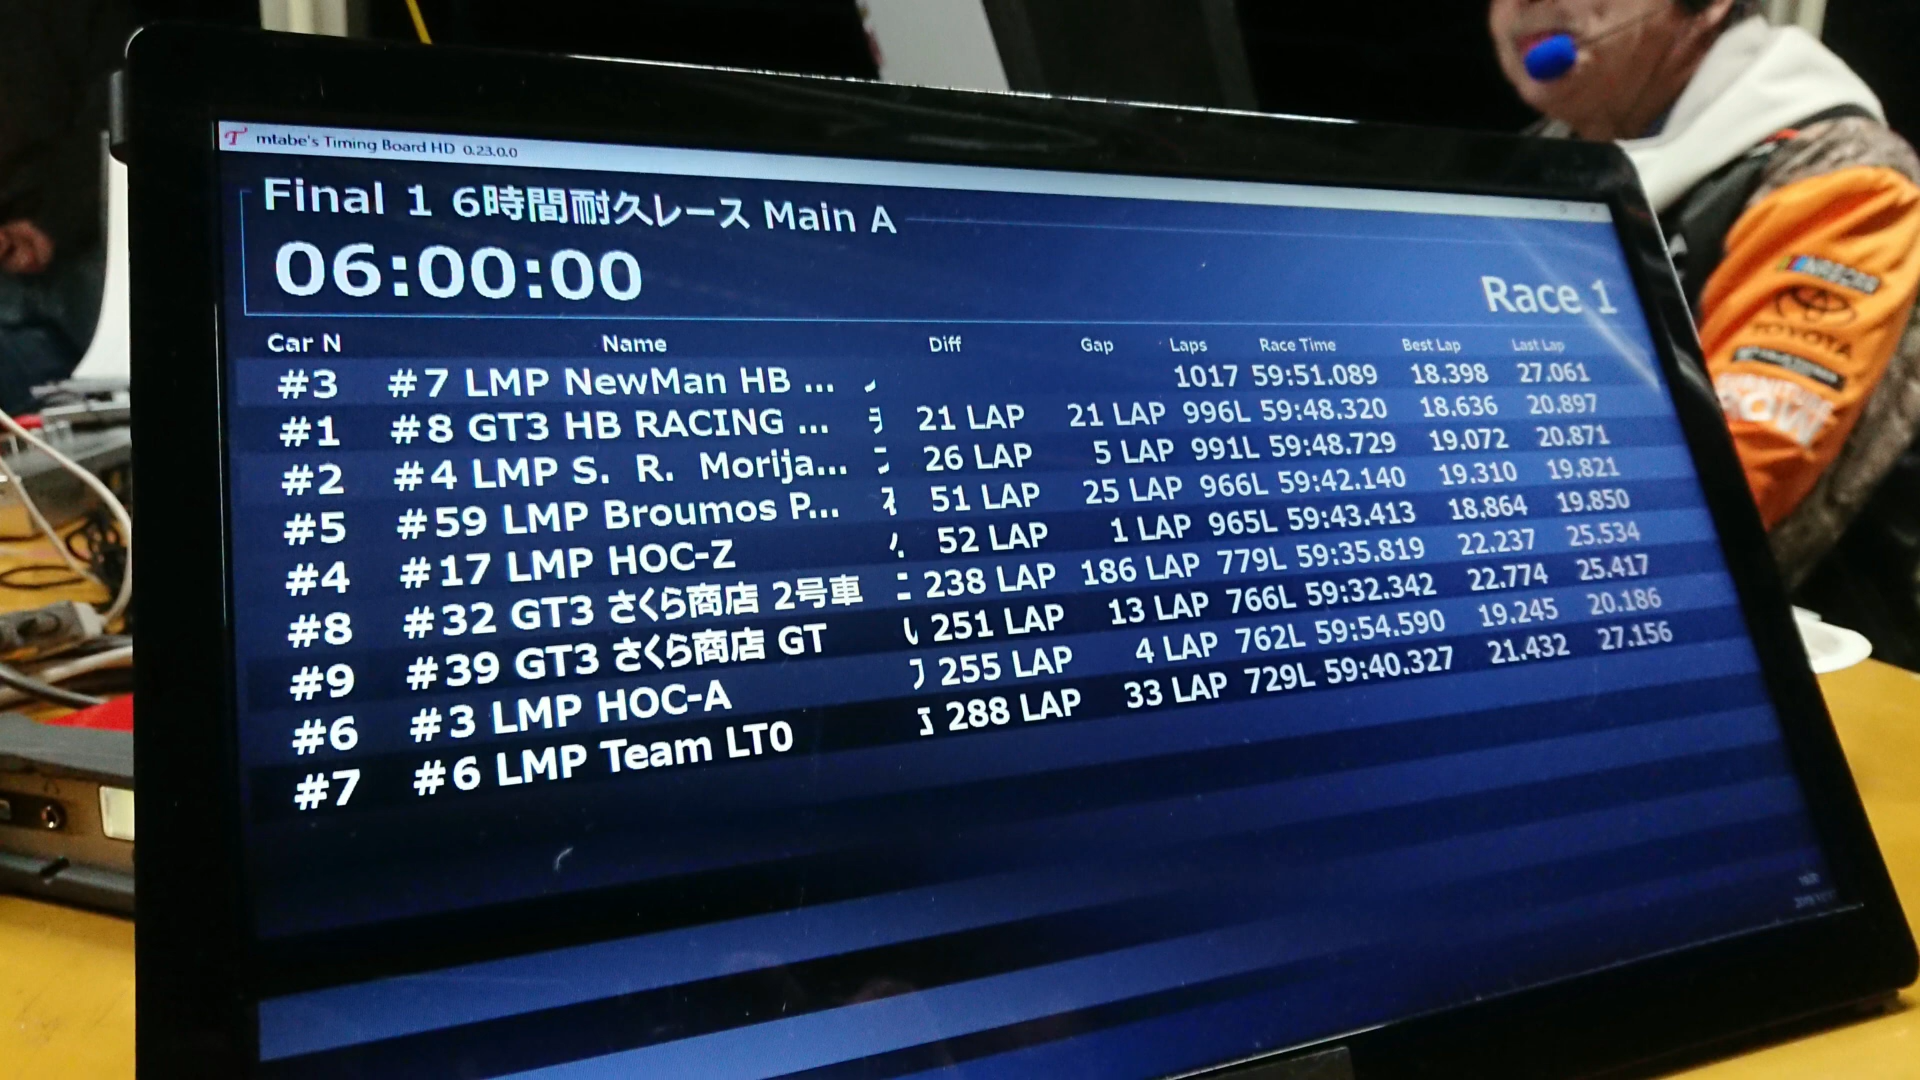 mtabe's Timing Board HD 0.23.0.0
Final 1 6時間耐久レース Main A
06:00:00
Race 1
Car N Name Diff Gap Laps Race Time Best Lap Last Lap
#3 #7 LMP NewMan HB ... 1017 59:51.089 18.398 27.061
#1 #8 GT3 HB RACING ... 21 LAP 21 LAP 996L 59:48.320 18.636 20.897
#2 #4 LMP S. R. Morija... 26 LAP 5 LAP 991L 59:48.729 19.072 20.871
#5 #59 LMP Broumos P... 51 LAP 25 LAP 966L 59:42.140 19.310 19.821
#4 #17 LMP HOC-Z 52 LAP 1 LAP 965L 59:43.413 18.864 19.850
#8 #32 GT3 さくら商店 2号車 238 LAP 186 LAP 779L 59:35.819 22.237 25.534
#9 #39 GT3 さくら商店 GT 251 LAP 13 LAP 766L 59:32.342 22.774 25.417
#6 #3 LMP HOC-A 255 LAP 4 LAP 762L 59:54.590 19.245 20.186
#7 #6 LMP Team LT0 288 LAP 33 LAP 729L 59:40.327 21.432 27.156
TOYOTA